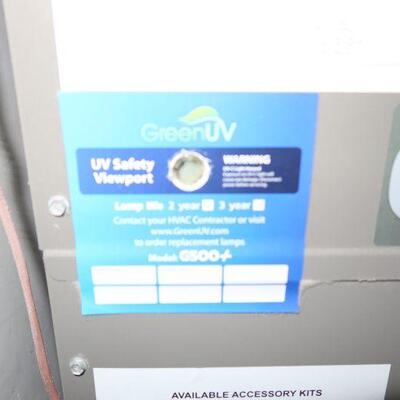 GreenUV
UV Safety
Viewport
WARNING
Lamp life 2 year 3 year
Contact your HVAC Contractor or visit
www.GreenUV.com
to order replacement lamps
Model:
AVAILABLE ACCESSORY KITS